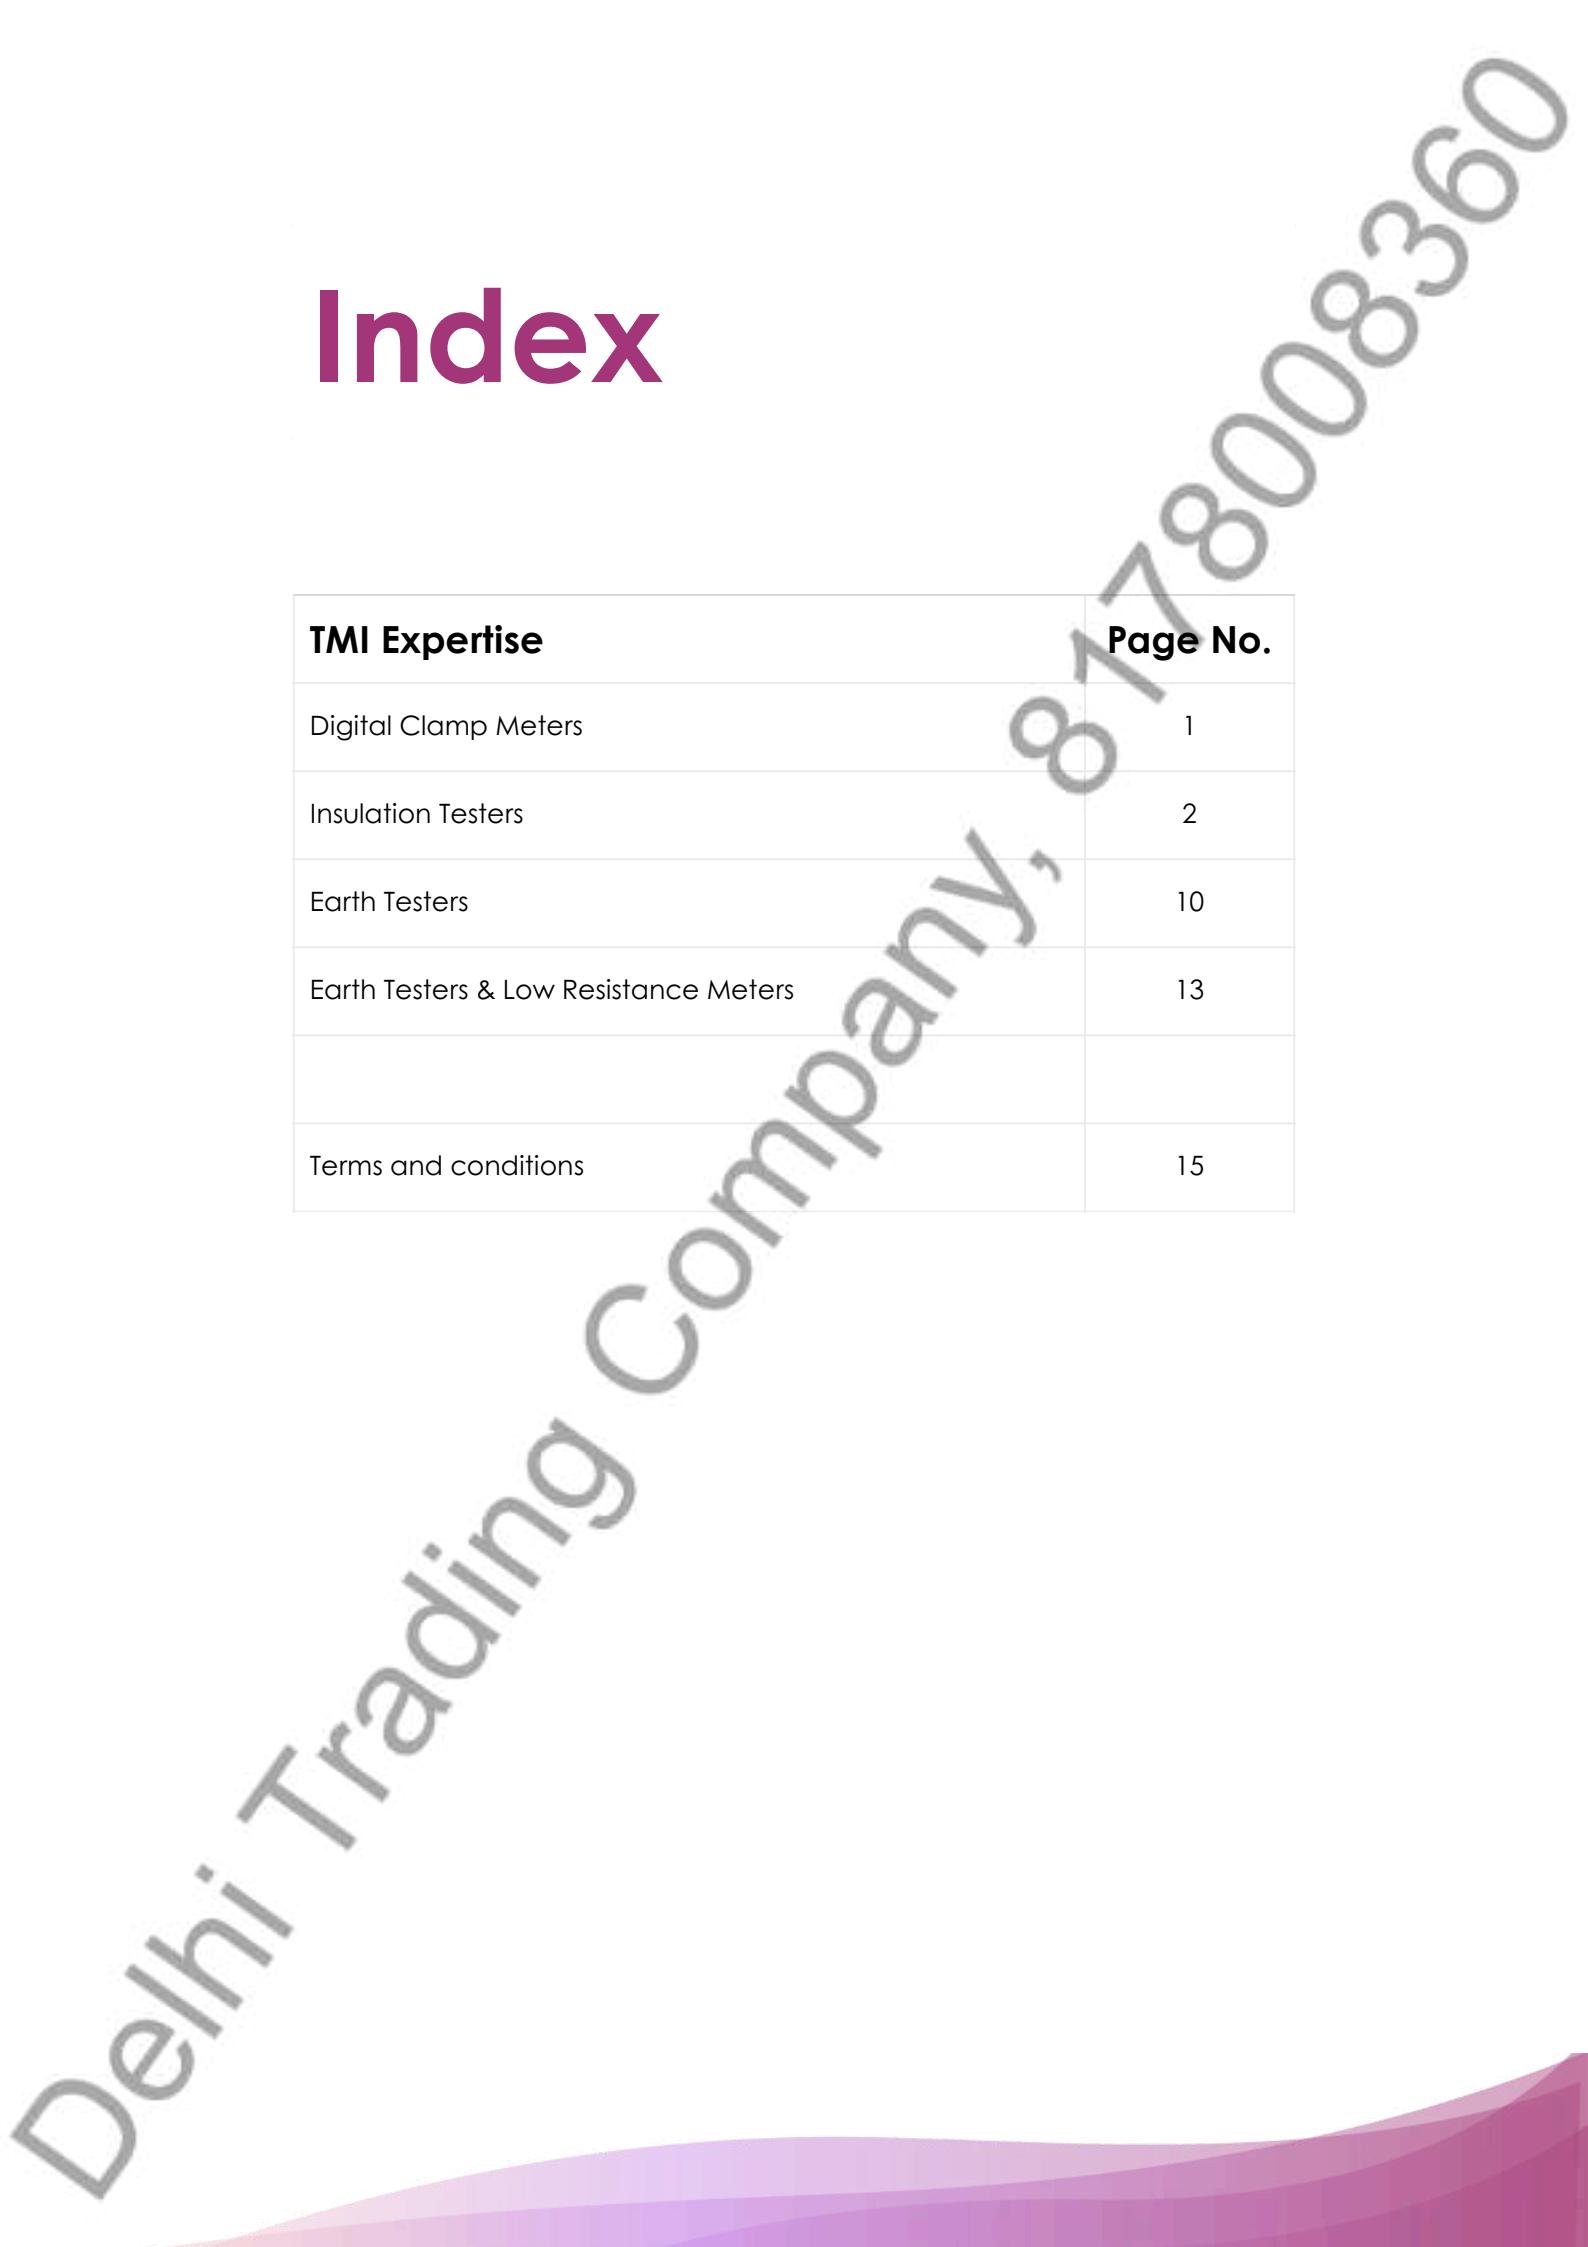 Index
TMI Expertise Page No.
Digital Clamp Meters 1
Insulation Testers 2
Earth Testers 10
Earth Testers & Low Resistance Meters 13
Terms and conditions 15
Delhi Trading Company, 8178008360